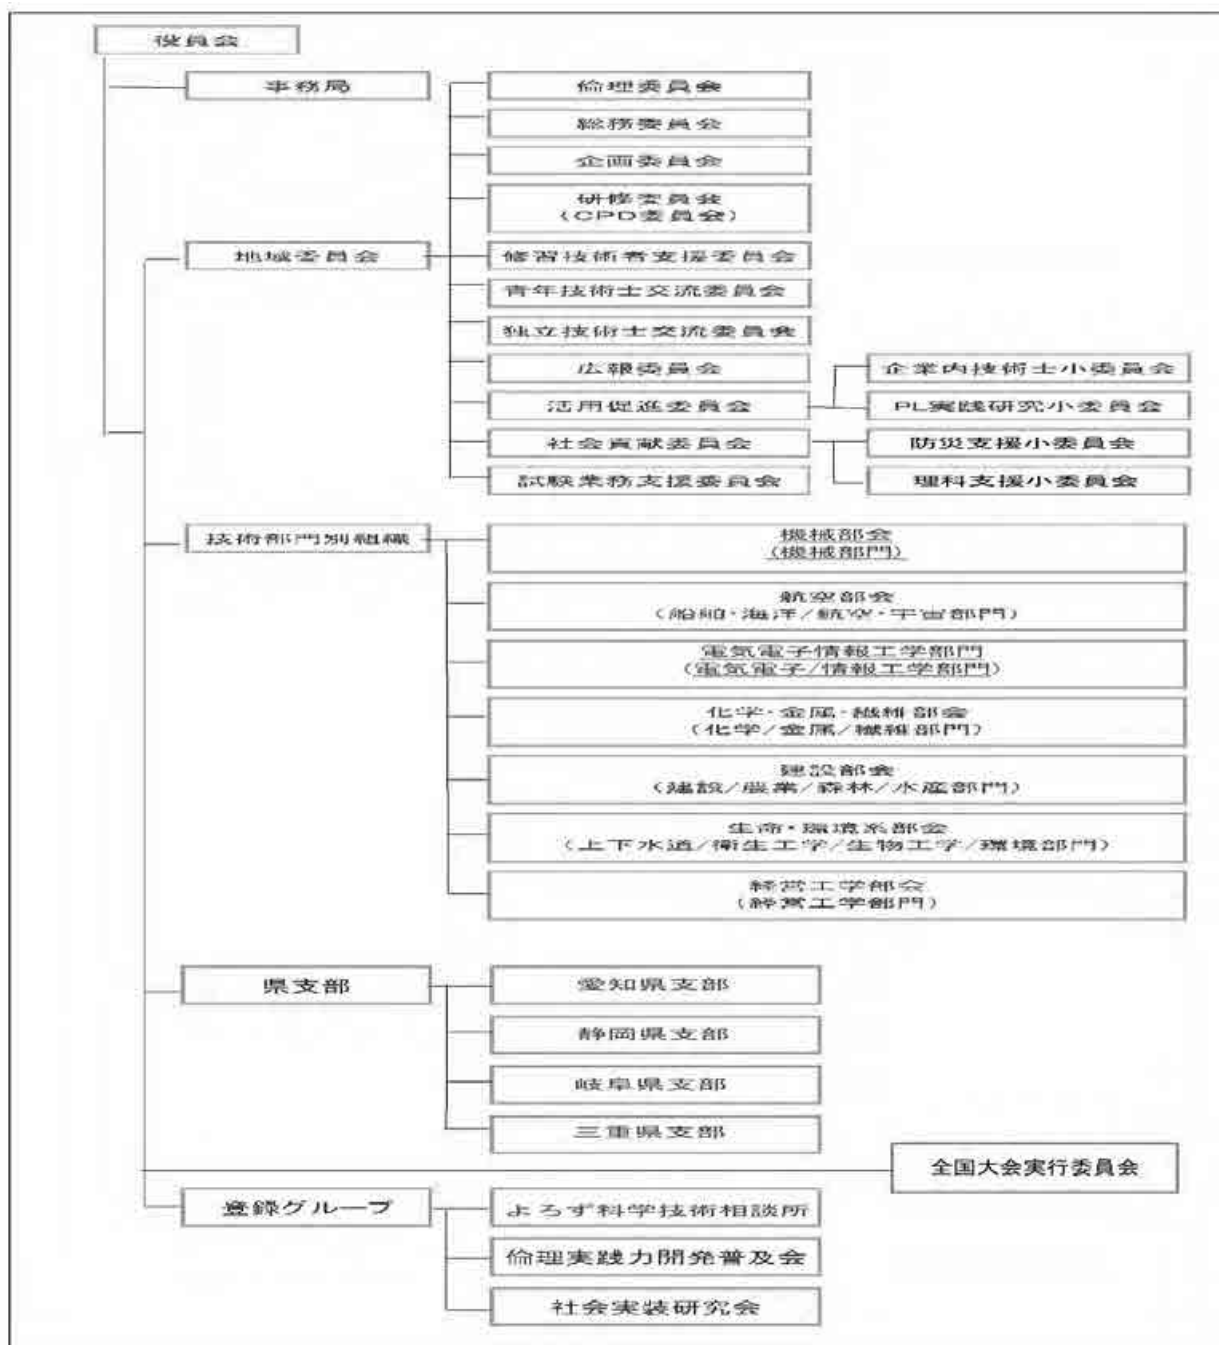 役員会
事務局
倫理委員会
総務委員会
企画委員会
研修委員会
(CPD委員会)
地域委員会
修習技術者支援委員会
青年技術士交流委員会
独立技術士交流委員会
広報委員会
企業内技術士小委員会
活用促進委員会
PL実践研究小委員会
社会貢献委員会
防災支援小委員会
試験業務支援委員会
理科支援小委員会
技術部門別組織
機械部会
(機械部門)
航空部会
(船舶・海洋/航空・宇宙部門)
電気電子情報工学部門
(電気電子/情報工学部門)
化学・金属・繊維部会
(化学/金属/繊維部門)
建設部会
(建設/農業/森林/水産部門)
生命・環境系部会
(上下水道/衛生工学/生物工学/環境部門)
経営工学部会
(経営工学部門)
県支部
愛知県支部
静岡県支部
岐阜県支部
三重県支部
全国大会実行委員会
登録グループ
よろず科学技術相談所
倫理実践力開発普及会
社会実装研究会